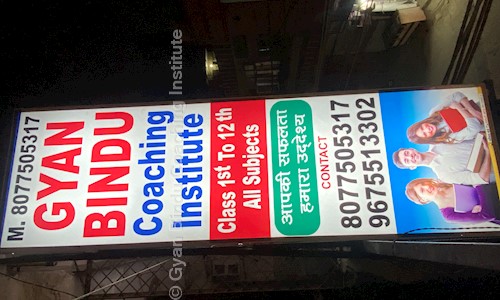 M. 8077505317
GYAN
BINDU
Coaching
Institute
Class 1st To 12th
All Subjects
आपकी सफलता
हमारा उद्देश्य
CONTACT
8077505317
9675513302
© Gyan Bindu Coaching Institute